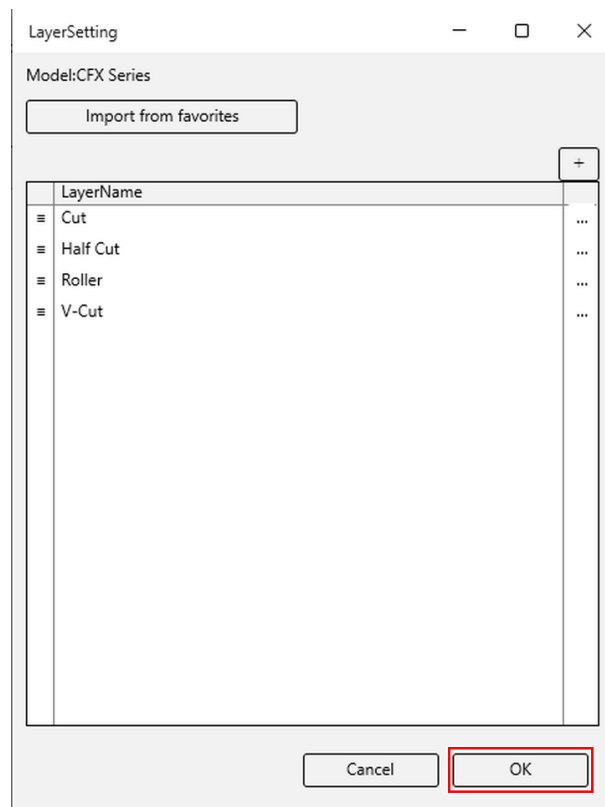 LayerSetting
Model:CFX Series
Import from favorites
+
LayerName
≡ Cut ...
≡ Half Cut ...
≡ Roller ...
≡ V-Cut ...
Cancel OK